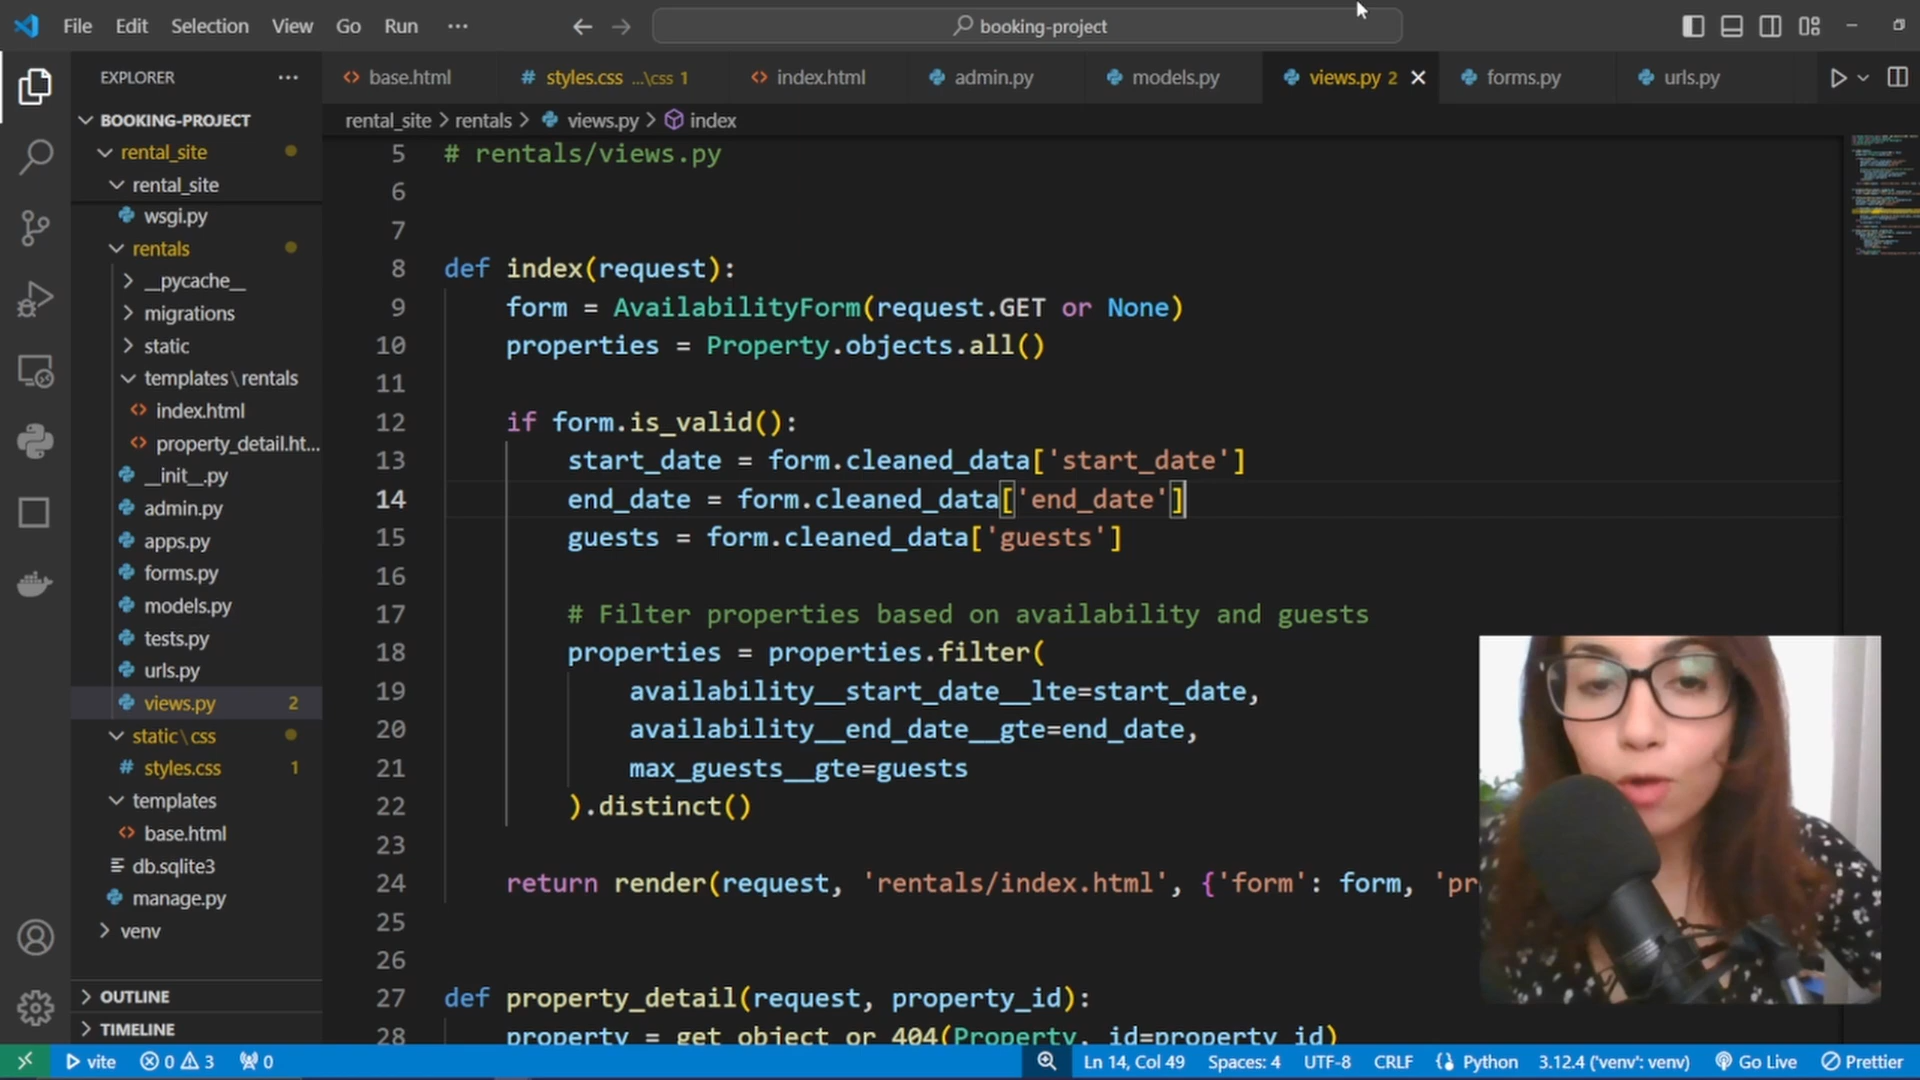 File Edit Selection View Go Run ···
booking-project
EXPLORER ···
base.html
styles.css ...\css 1
index.html
admin.py
models.py
views.py 2
forms.py
urls.py
rental_site > rentals > views.py > index
BOOKING-PROJECT
rental_site
rental_site
wsgi.py
rentals
__pycache__
migrations
static
templates\rentals
index.html
property_detail.ht...
__init__.py
admin.py
apps.py
forms.py
models.py
tests.py
urls.py
views.py 2
static\css
styles.css 1
templates
base.html
db.sqlite3
manage.py
venv
OUTLINE
TIMELINE
5 # rentals/views.py
6
7
8 def index(request):
9 form = AvailabilityForm(request.GET or None)
10 properties = Property.objects.all()
11
12 if form.is_valid():
13 start_date = form.cleaned_data['start_date']
14 end_date = form.cleaned_data['end_date']
15 guests = form.cleaned_data['guests']
16
17 # Filter properties based on availability and guests
18 properties = properties.filter(
19 availability__start_date__lte=start_date,
20 availability__end_date__gte=end_date,
21 max_guests__gte=guests
22 ).distinct()
23
24 return render(request, 'rentals/index.html', {'form': form, 'pr
25
26
27 def property_detail(request, property_id):
28 property = get_object_or_404(Property, id=property_id)
vite 0 3 0 Ln 14, Col 49 Spaces: 4 UTF-8 CRLF Python 3.12.4 ('venv': venv) Go Live Prettier